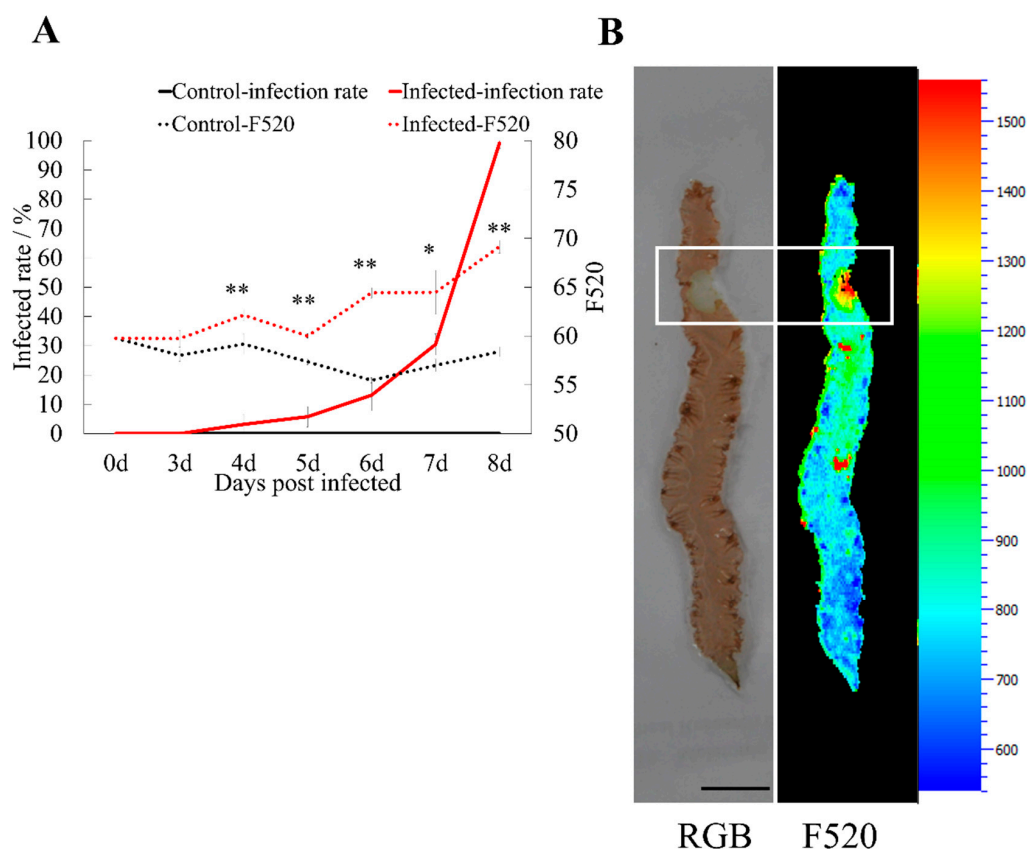 A
B
Control-infection rate Infected-infection rate
Control-F520 Infected-F520
100
90
80
70
60
50
40
30
20
10
0
Infected rate / %
80
75
70
65
60
55
50
F520
** ** ** * **
0d 3d 4d 5d 6d 7d 8d
Days post infected
1500
1400
1300
1200
1100
1000
900
800
700
600
RGB F520